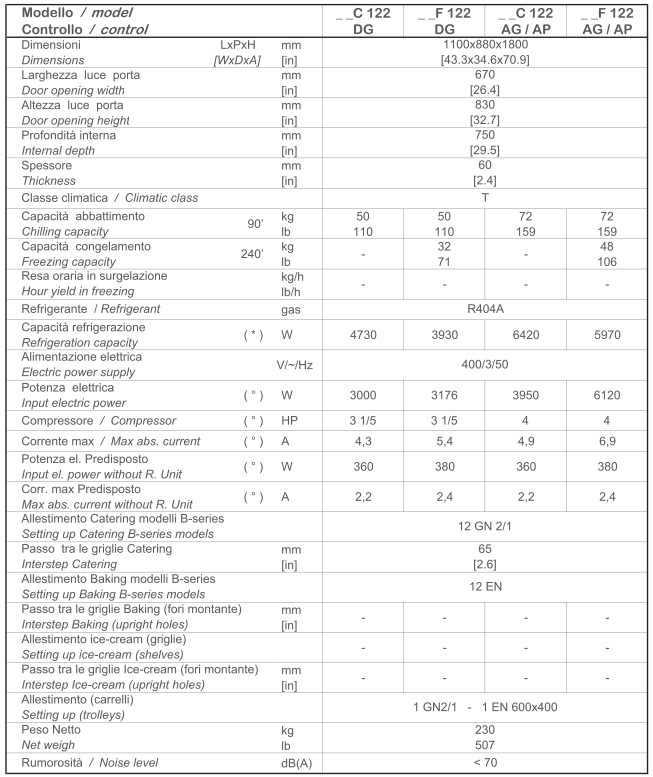 Modello / model _ _C 122 _ _F 122 _ _C 122 _ _F 122
Controllo / control DG DG AG / AP AG / AP
Dimensioni LxPxH mm 1100x880x1800
Dimensions [WxDxA] [in] [43.3x34.6x70.9]
Larghezza luce porta mm 670
Door opening width [in] [26.4]
Altezza luce porta mm 830
Door opening height [in] [32.7]
Profondità interna mm 750
Internal depth [in] [29.5]
Spessore mm 60
Thickness [in] [2.4]
Classe climatica / Climatic class T
Capacità abbattimento 90' kg 50 50 72 72
Chilling capacity lb 110 110 159 159
Capacità congelamento 240' kg - 32 - 48
Freezing capacity lb 71 106
Resa oraria in surgelazione kg/h - - - -
Hour yield in freezing lb/h
Refrigerante / Refrigerant gas R404A
Capacità refrigerazione ( * ) W 4730 3930 6420 5970
Refrigeration capacity
Alimentazione elettrica V/~/Hz 400/3/50
Electric power supply
Potenza elettrica ( ° ) W 3000 3176 3950 6120
Input electric power
Compressore / Compressor ( ° ) HP 3 1/5 3 1/5 4 4
Corrente max / Max abs. current ( ° ) A 4,3 5,4 4,9 6,9
Potenza el. Predisposto ( ° ) W 360 380 360 380
Input el. power without R. Unit
Corr. max Predisposto ( ° ) A 2,2 2,4 2,2 2,4
Max abs. current without R. Unit
Allestimento Catering modelli B-series 12 GN 2/1
Setting up Catering B-series models
Passo tra le griglie Catering mm 65
Interstep Catering [in] [2.6]
Allestimento Baking modelli B-series 12 EN
Setting up Baking B-series models
Passo tra le griglie Baking (fori montante) mm - - - -
Interstep Baking (upright holes) [in]
Allestimento ice-cream (griglie) - - - -
Setting up ice-cream (shelves)
Passo tra le griglie Ice-cream (fori montante) mm - - - -
Interstep Ice-cream (upright holes) [in]
Allestimento (carrelli) 1 GN2/1 - 1 EN 600x400
Setting up (trolleys)
Peso Netto kg 230
Net weigh lb 507
Rumorosità / Noise level dB(A) < 70